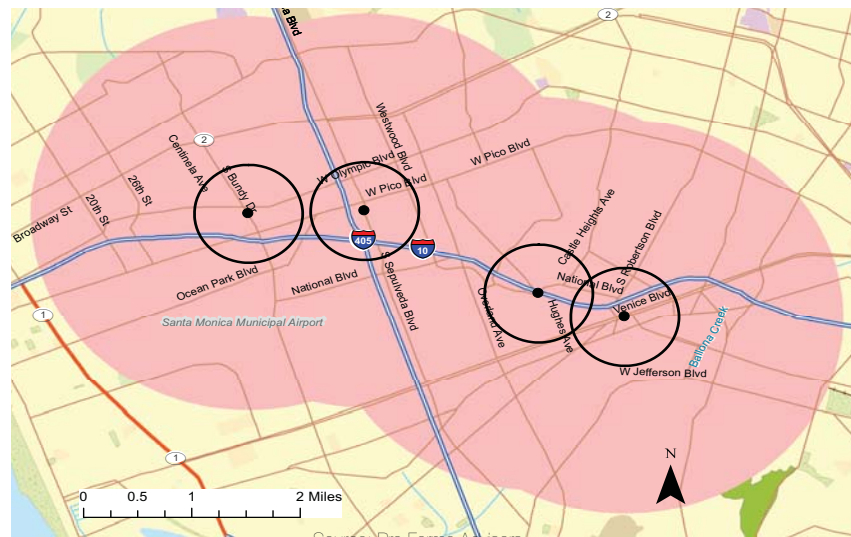 2
2
a Blvd
Westwood Blvd
Centinela Ave
S Bundy Dr
W Olympic Blvd
W Pico Blvd
W Pico Blvd
26th St
20th St
Broadway St
Castle Heights Ave
S Robertson Blvd
405
10
Ocean Park Blvd
National Blvd
S Sepulveda Blvd
National Blvd
Venice Blvd
Overland Ave
Hughes Ave
Ballona Creek
1
Santa Monica Municipal Airport
W Jefferson Blvd
1
N
0 0.5 1 2 Miles